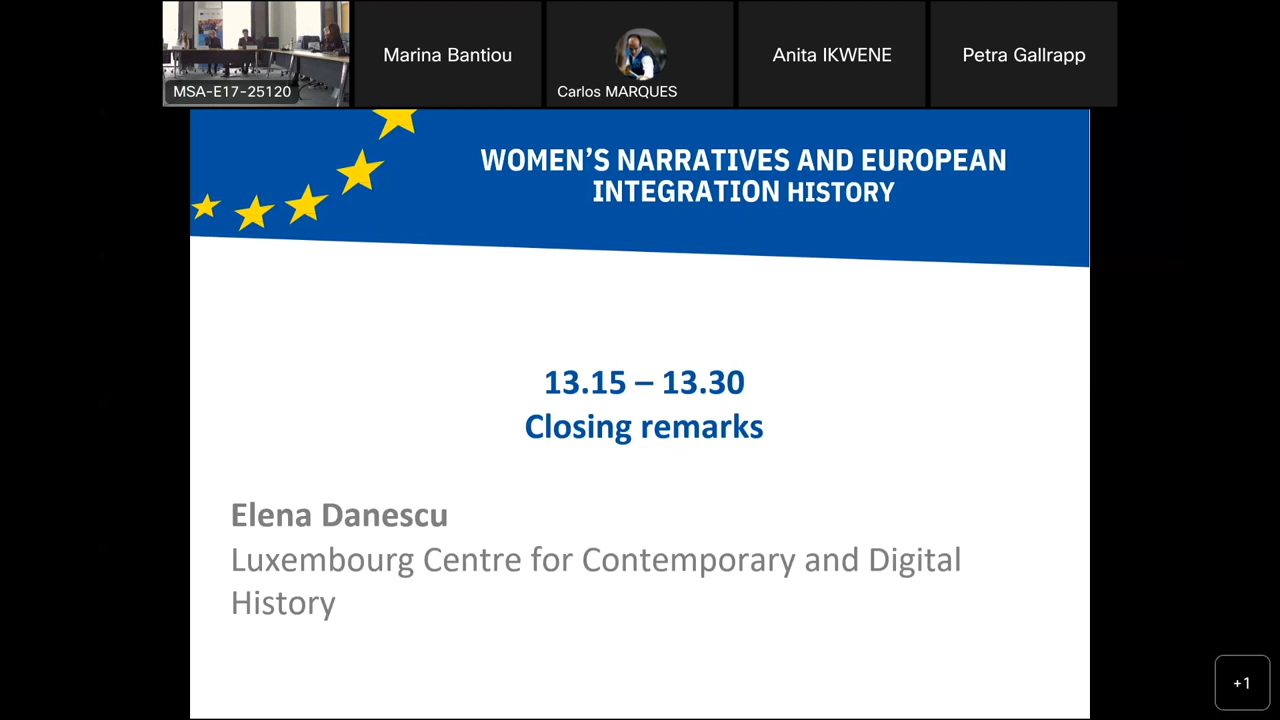 MSA-E17-25120
Marina Bantiou
Carlos MARQUES
Anita IKWENE
Petra Gallrapp
WOMEN’S NARRATIVES AND EUROPEAN
INTEGRATION HISTORY
13.15 – 13.30
Closing remarks
Elena Danescu
Luxembourg Centre for Contemporary and Digital
History
+1